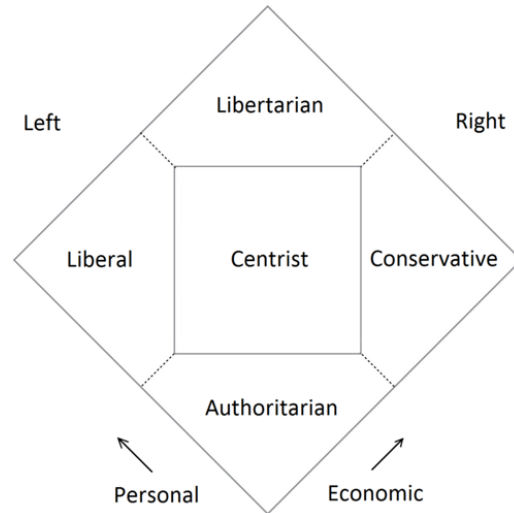 Libertarian
Left
Right
Liberal
Centrist
Conservative
Authoritarian
Personal
Economic